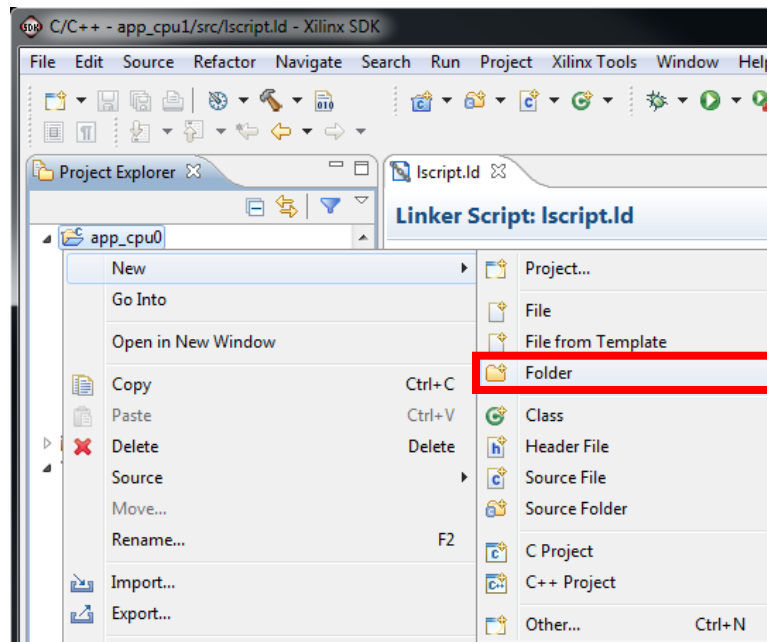 SDK C/C++ - app_cpu1/src/lscript.ld - Xilinx SDK
File Edit Source Refactor Navigate Search Run Project Xilinx Tools Window Help
010
Project Explorer
lscript.ld
Linker Script: lscript.ld
app_cpu0
New
Project...
Go Into
File
Open in New Window
File from Template
Folder
Copy Ctrl+C
Paste Ctrl+V
Class
Delete Delete
Header File
Source
Source File
Move...
Source Folder
Rename... F2
C Project
Import...
C++ Project
Export...
Other... Ctrl+N